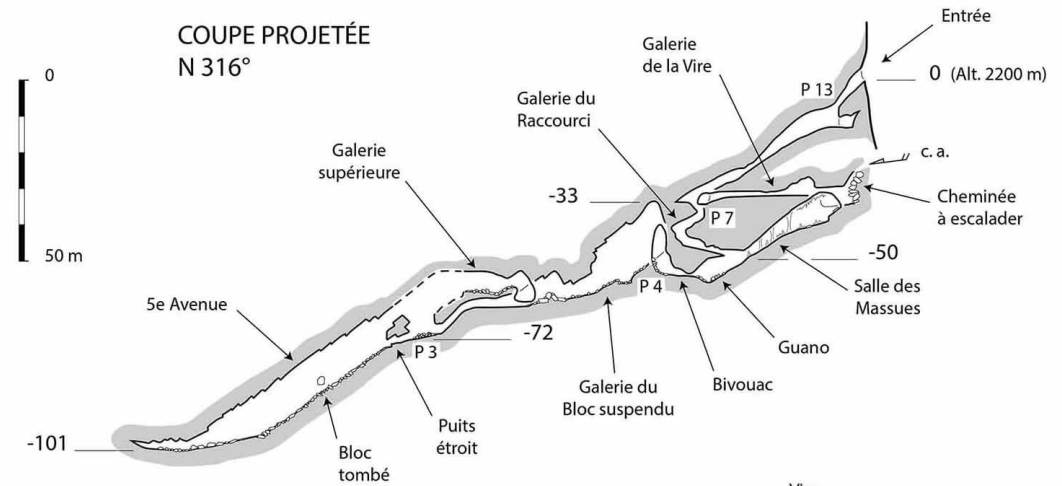 COUPE PROJETÉE
N 316°
0
50 m
Entrée
0 (Alt. 2200 m)
P 13
Galerie
de la Vire
Galerie du
Raccourci
c. a.
Galerie
supérieure
-33
P 7
Cheminée
à escalader
-50
5e Avenue
P 4
Salle des
Massues
Guano
-72
P 3
Bivouac
Galerie du
Bloc suspendu
Puits
étroit
-101
Bloc
tombé